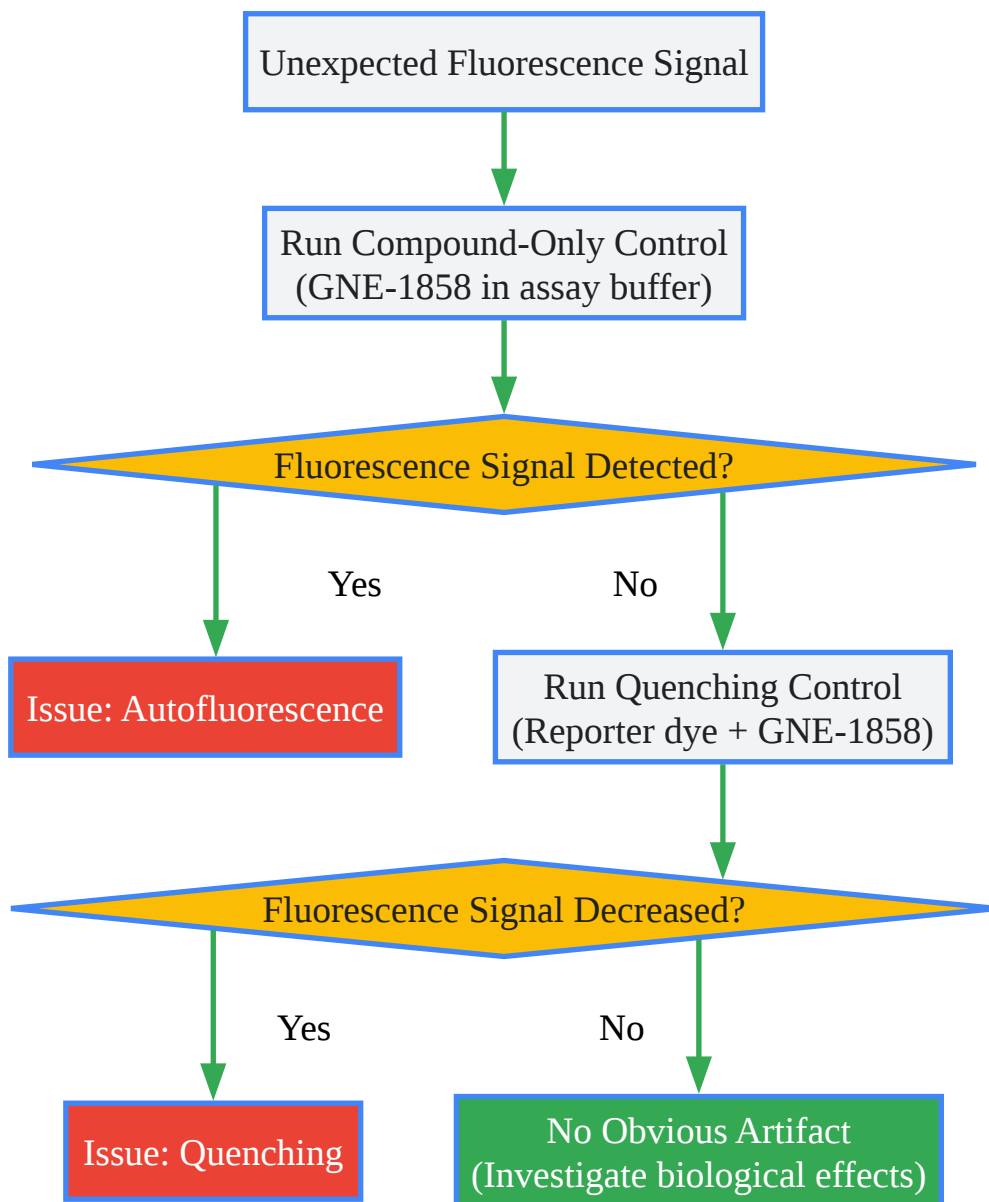 Unexpected Fluorescence Signal
Run Compound-Only Control
(GNE-1858 in assay buffer)
Fluorescence Signal Detected?
Yes
No
Issue: Autofluorescence
Run Quenching Control
(Reporter dye + GNE-1858)
Fluorescence Signal Decreased?
Yes
No
Issue: Quenching
No Obvious Artifact
(Investigate biological effects)